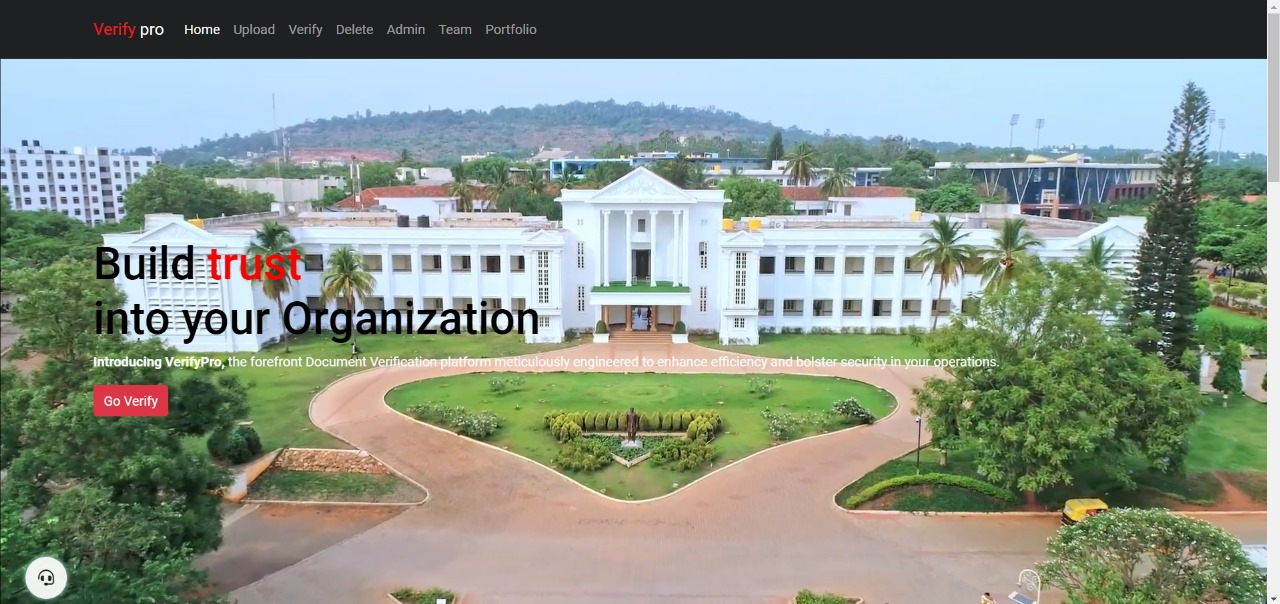 Verify pro Home Upload Verify Delete Admin Team Portfolio
Build trust
into your Organization
Introducing VerifyPro, the forefront Document Verification platform meticulously engineered to enhance efficiency and bolster security in your operations.
Go Verify